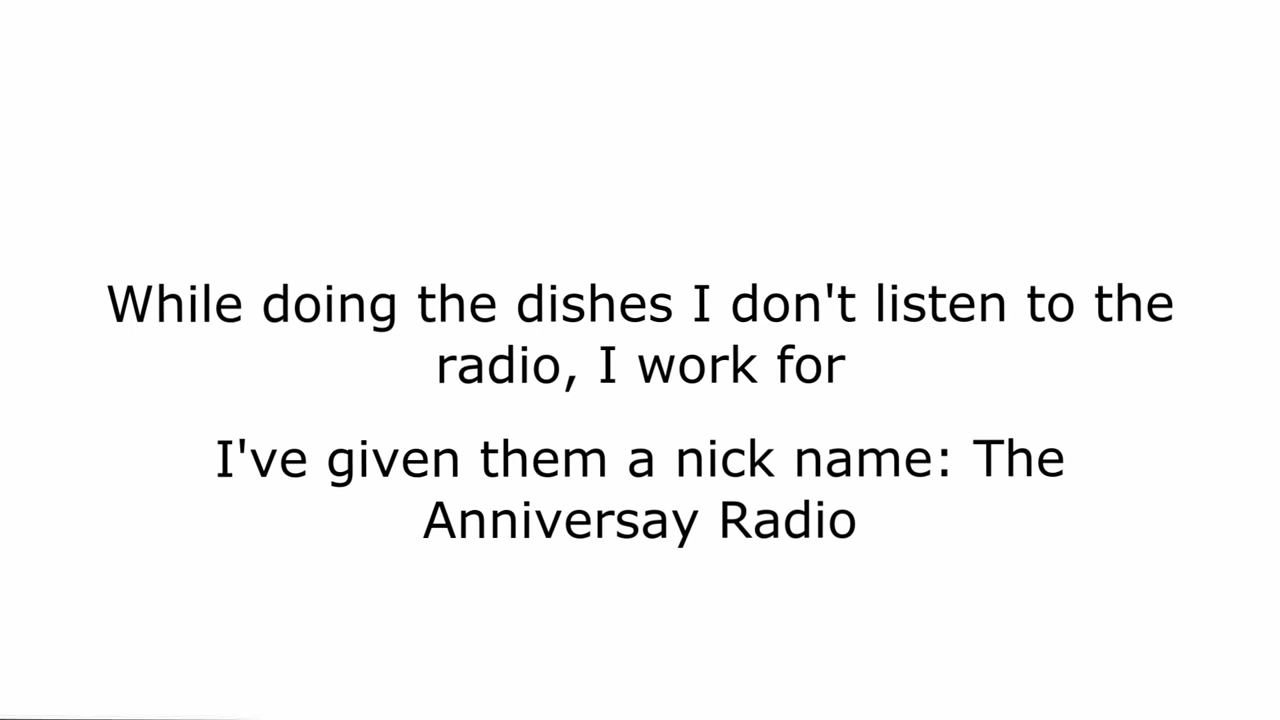 While doing the dishes I don't listen to the
radio, I work for
I've given them a nick name: The
Anniversay Radio